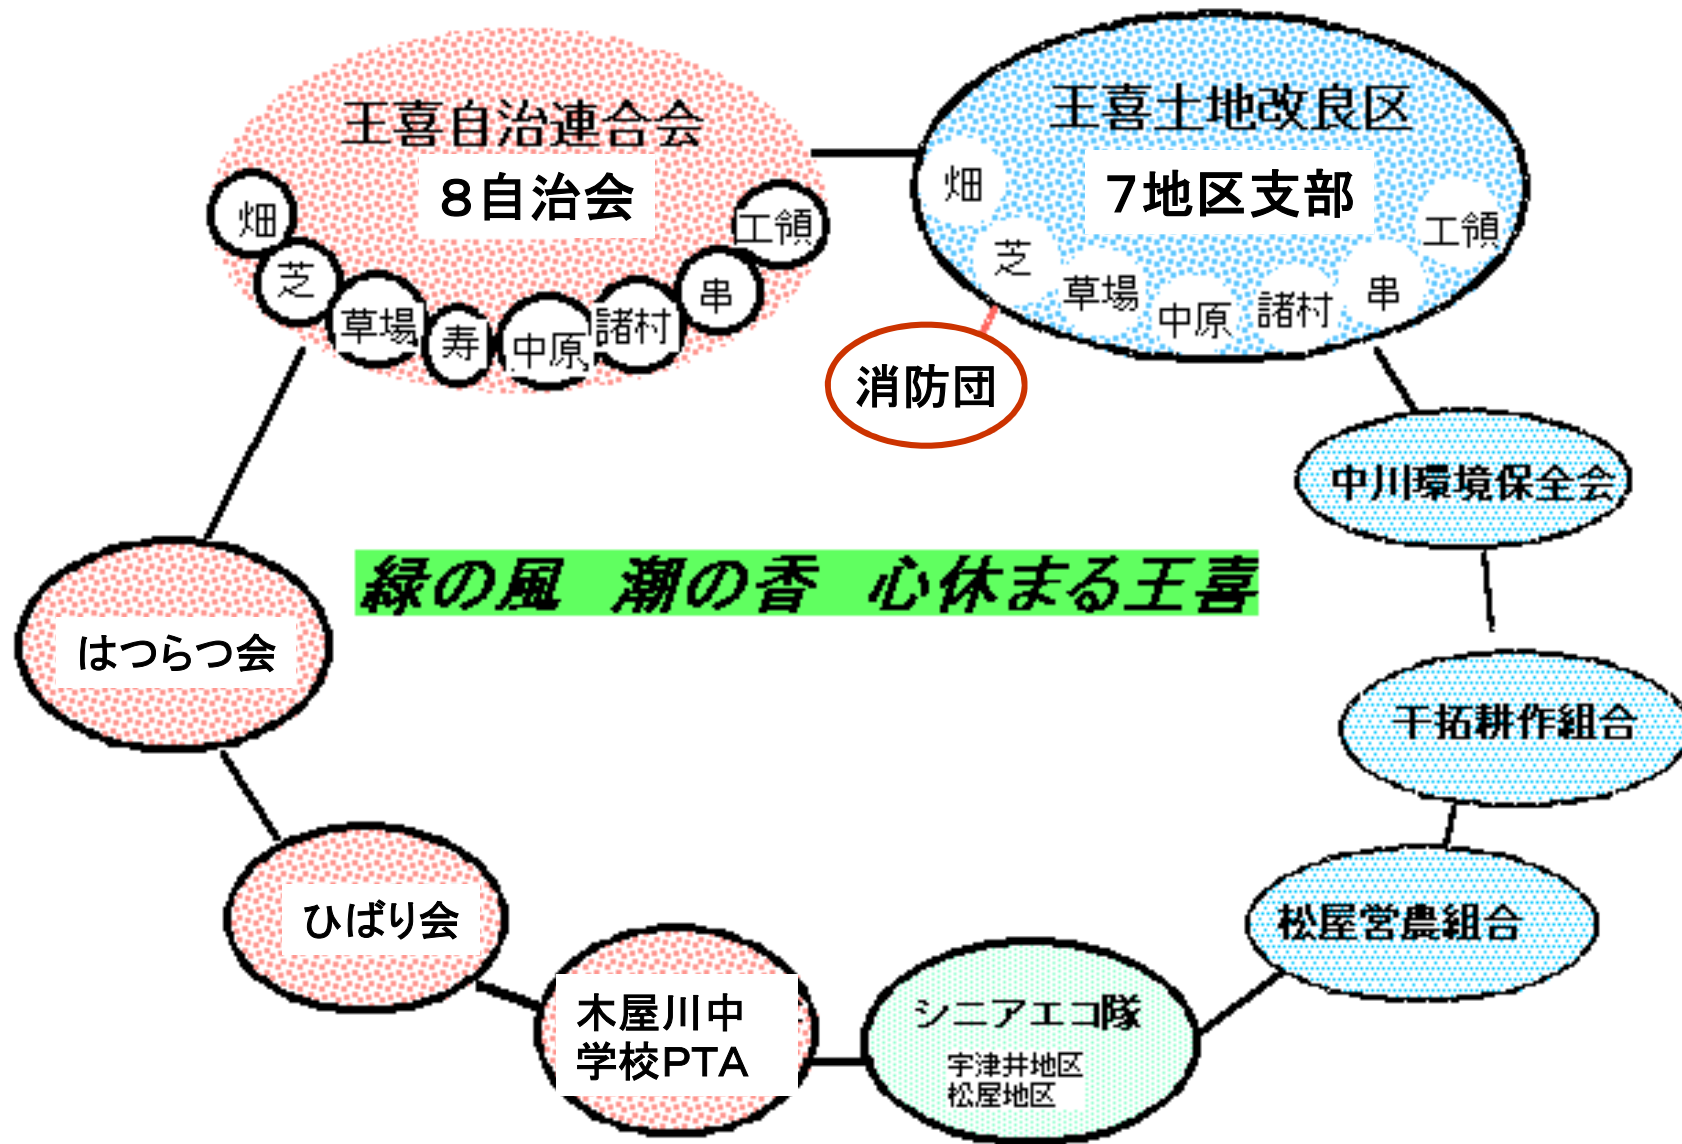 王喜自治連合会
８自治会
畑
芝
草場
寿
中原
諸村
串
工領
王喜土地改良区
７地区支部
畑
芝
草場
中原
諸村
串
工領
消防団
中川環境保全会
緑の風　潮の香　心休まる王喜
はつらつ会
干拓耕作組合
ひばり会
松屋営農組合
木屋川中
学校PTA
シニアエコ隊
宇津井地区
松屋地区